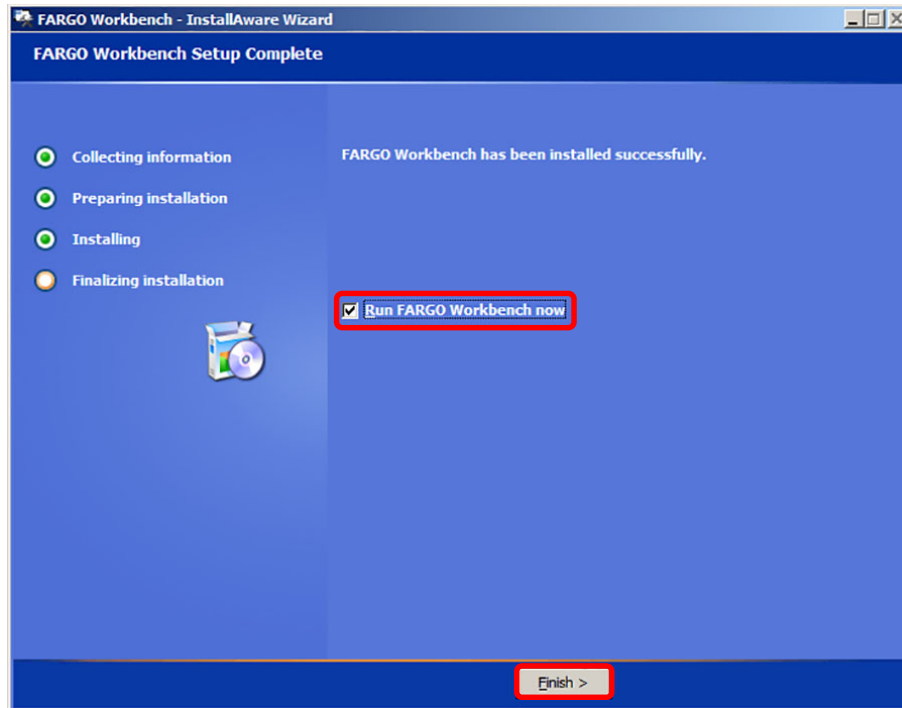 FARGO Workbench - InstallAware Wizard
FARGO Workbench Setup Complete
Collecting information
Preparing installation
Installing
Finalizing installation
FARGO Workbench has been installed successfully.
Run FARGO Workbench now
Finish >